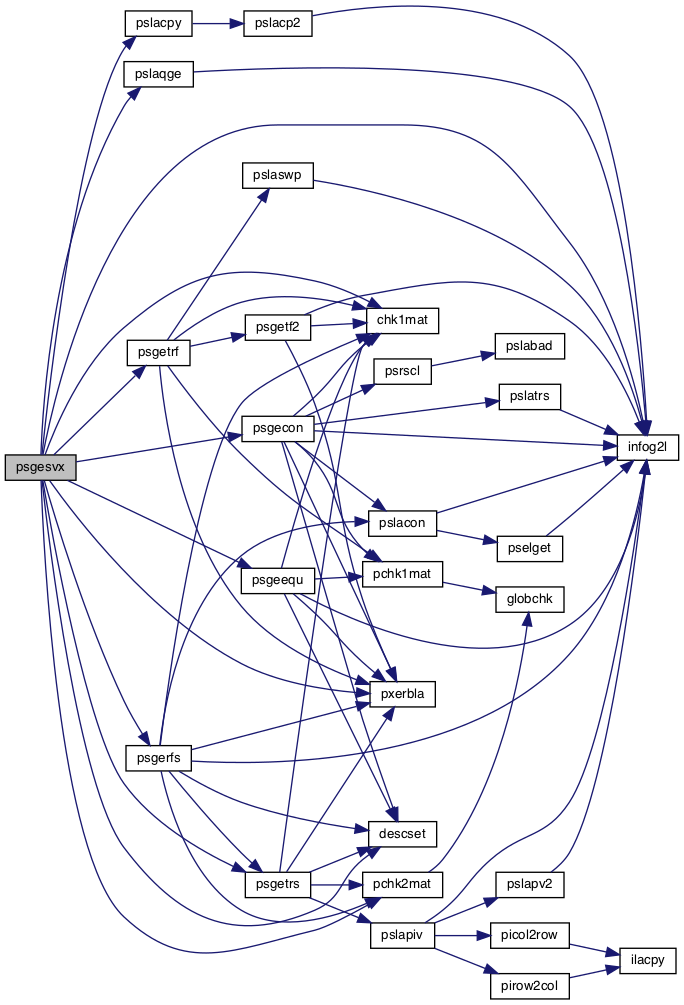 pslacpy
pslacp2
pslaqge
pslaswp
chk1mat
psgetf2
pslabad
psgetrf
psrscl
pslatrs
psgecon
infog2l
psgesvx
pslacon
pselget
pchk1mat
psgeequ
globchk
pxerbla
psgerfs
descset
psgetrs
pchk2mat
pslapv2
pslapiv
picol2row
ilacpy
pirow2col